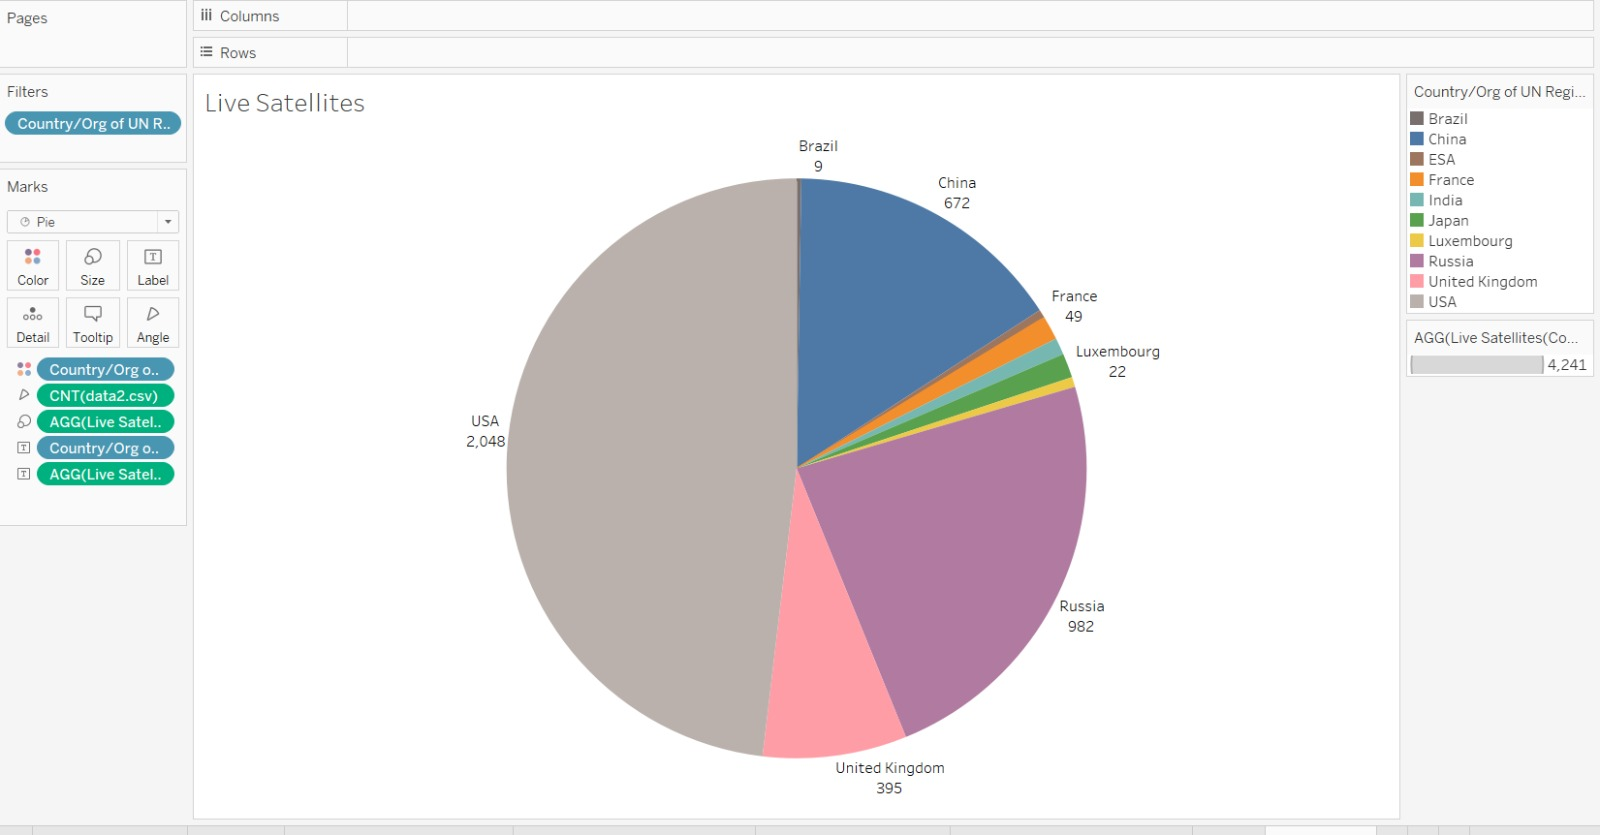 Pages
Columns
Rows
Filters
Country/Org of UN R..
Marks
Pie
Color
Size
Label
Detail
Tooltip
Angle
Country/Org o..
CNT(data2.csv)
AGG(Live Satel..
Country/Org o..
AGG(Live Satel..
Live Satellites
Brazil
9
China
672
France
49
Luxembourg
22
USA
2,048
Russia
982
United Kingdom
395
Country/Org of UN Regi...
Brazil
China
ESA
France
India
Japan
Luxembourg
Russia
United Kingdom
USA
AGG(Live Satellites(Co...
4,241